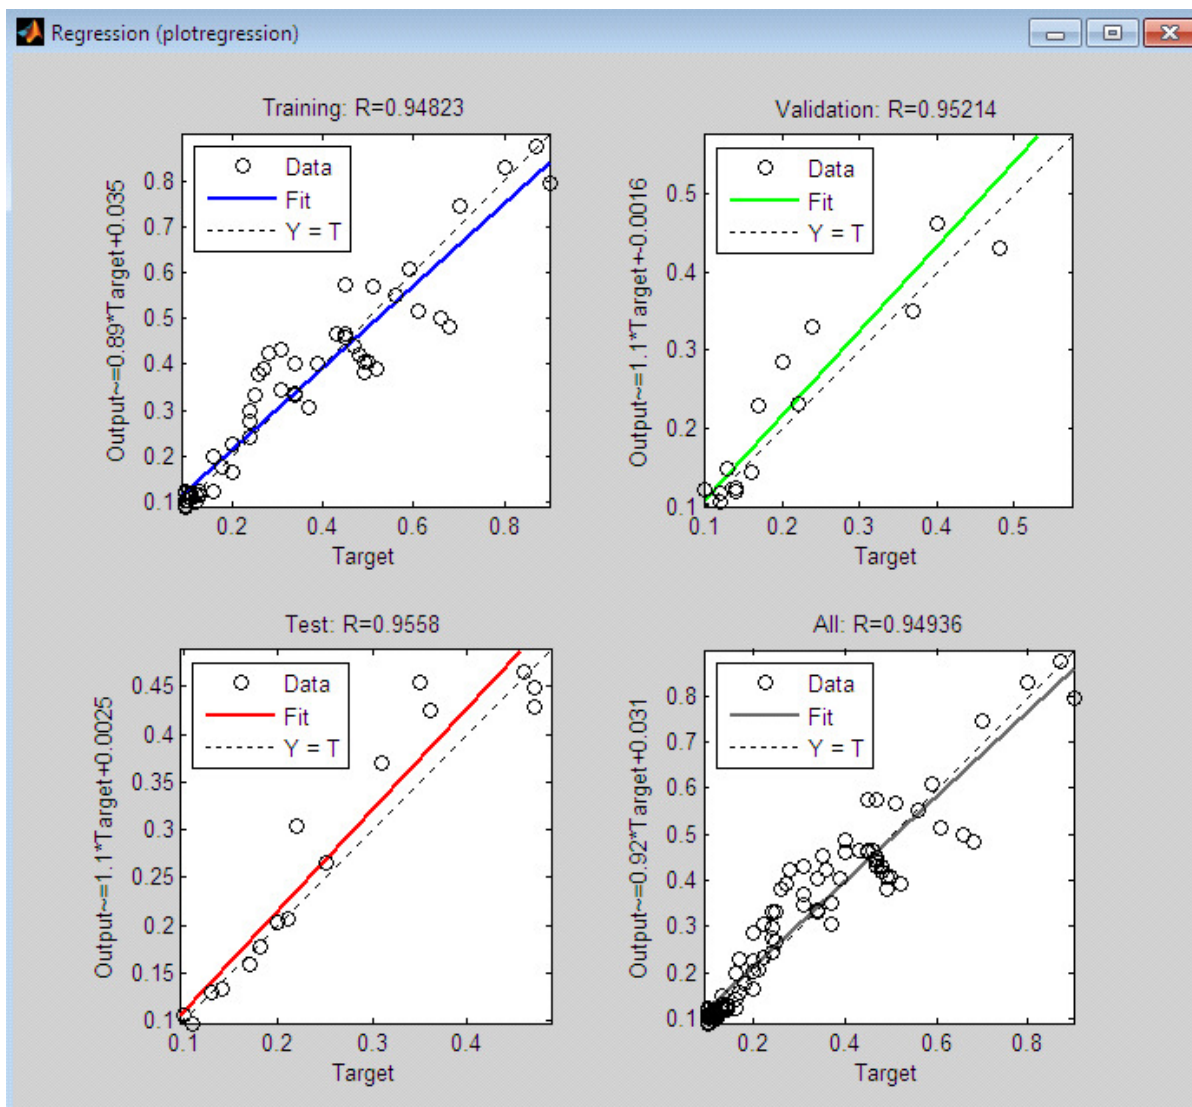 Regression (plotregression)
Training: R=0.94823
Output~=0.89*Target+0.035
0.8
0.7
0.6
0.5
0.4
0.3
0.2
0.1
Data
Fit
Y = T
0.2 0.4 0.6 0.8
Target
Validation: R=0.95214
Output~=1.1*Target+-0.0016
0.5
0.4
0.3
0.2
0.1
Data
Fit
Y = T
0.1 0.2 0.3 0.4 0.5
Target
Test: R=0.9558
Output~=1.1*Target+0.0025
0.45
0.4
0.35
0.3
0.25
0.2
0.15
0.1
Data
Fit
Y = T
0.1 0.2 0.3 0.4
Target
All: R=0.94936
Output~=0.92*Target+0.031
0.8
0.7
0.6
0.5
0.4
0.3
0.2
0.1
Data
Fit
Y = T
0.2 0.4 0.6 0.8
Target